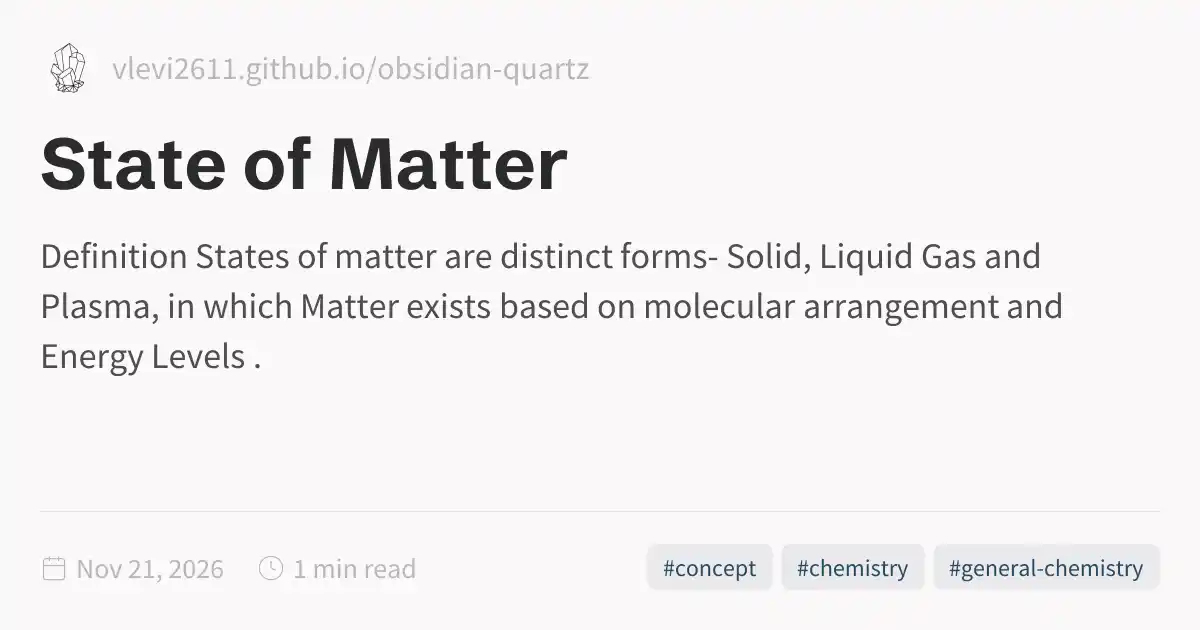 vlevi2611.github.io/obsidian-quartz
State of Matter
Definition States of matter are distinct forms- Solid, Liquid Gas and
Plasma, in which Matter exists based on molecular arrangement and
Energy Levels .
Nov 21, 2026 1 min read #concept #chemistry #general-chemistry